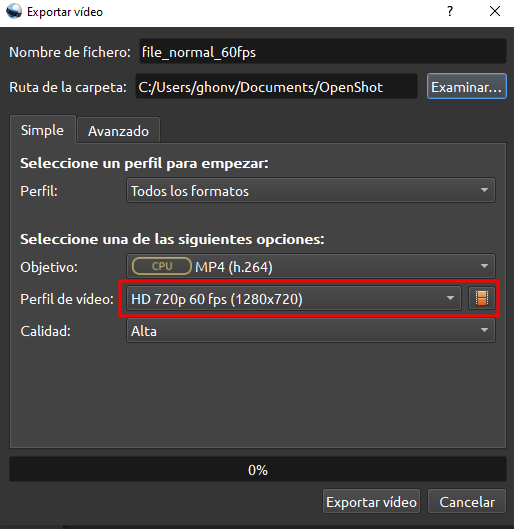 Exportar vídeo
Nombre de fichero: file_normal_60fps
Ruta de la carpeta: C:/Users/ghonv/Documents/OpenShot Examinar...
Simple Avanzado
Seleccione un perfil para empezar:
Perfil: Todos los formatos
Seleccione una de las siguientes opciones:
Objetivo: CPU MP4 (h.264)
Perfil de vídeo: HD 720p 60 fps (1280x720)
Calidad: Alta
0%
Exportar vídeo Cancelar